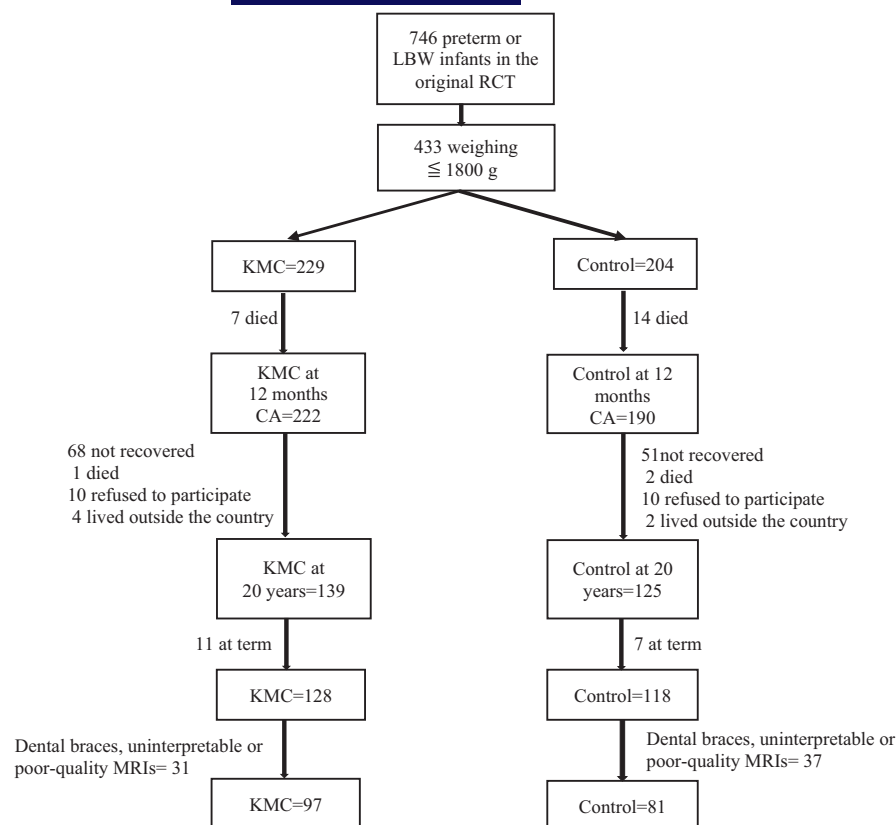 746 preterm or
LBW infants in the
original RCT
433 weighing
≦ 1800 g
KMC=229
Control=204
7 died
14 died
KMC at
12 months
CA=222
Control at 12
months
CA=190
68 not recovered
1 died
10 refused to participate
4 lived outside the country
51not recovered
2 died
10 refused to participate
2 lived outside the country
KMC at
20 years=139
Control at 20
years=125
11 at term
7 at term
KMC=128
Control=118
Dental braces, uninterpretable or
poor-quality MRIs= 31
Dental braces, uninterpretable or
poor-quality MRIs= 37
KMC=97
Control=81